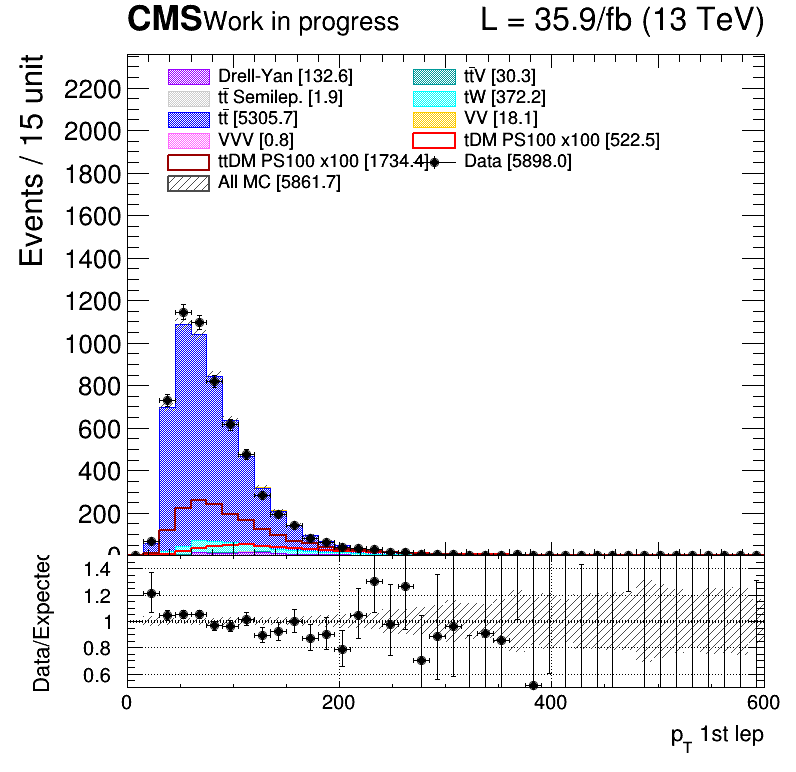 CMS Work in progress L = 35.9/fb (13 TeV)
Events / 15 unit
2200
2000
1800
1600
1400
1200
1000
800
600
400
200
0
Drell-Yan [132.6]
tt̄ Semilep. [1.9]
tt̄ [5305.7]
VVV [0.8]
ttDM PS100 x100 [1734.4]
All MC [5861.7]
tt̄V [30.3]
tW [372.2]
VV [18.1]
tDM PS100 x100 [522.5]
Data [5898.0]
Data/Expected
1.4
1.2
1
0.8
0.6
0 200 400 600
p_T 1st lep